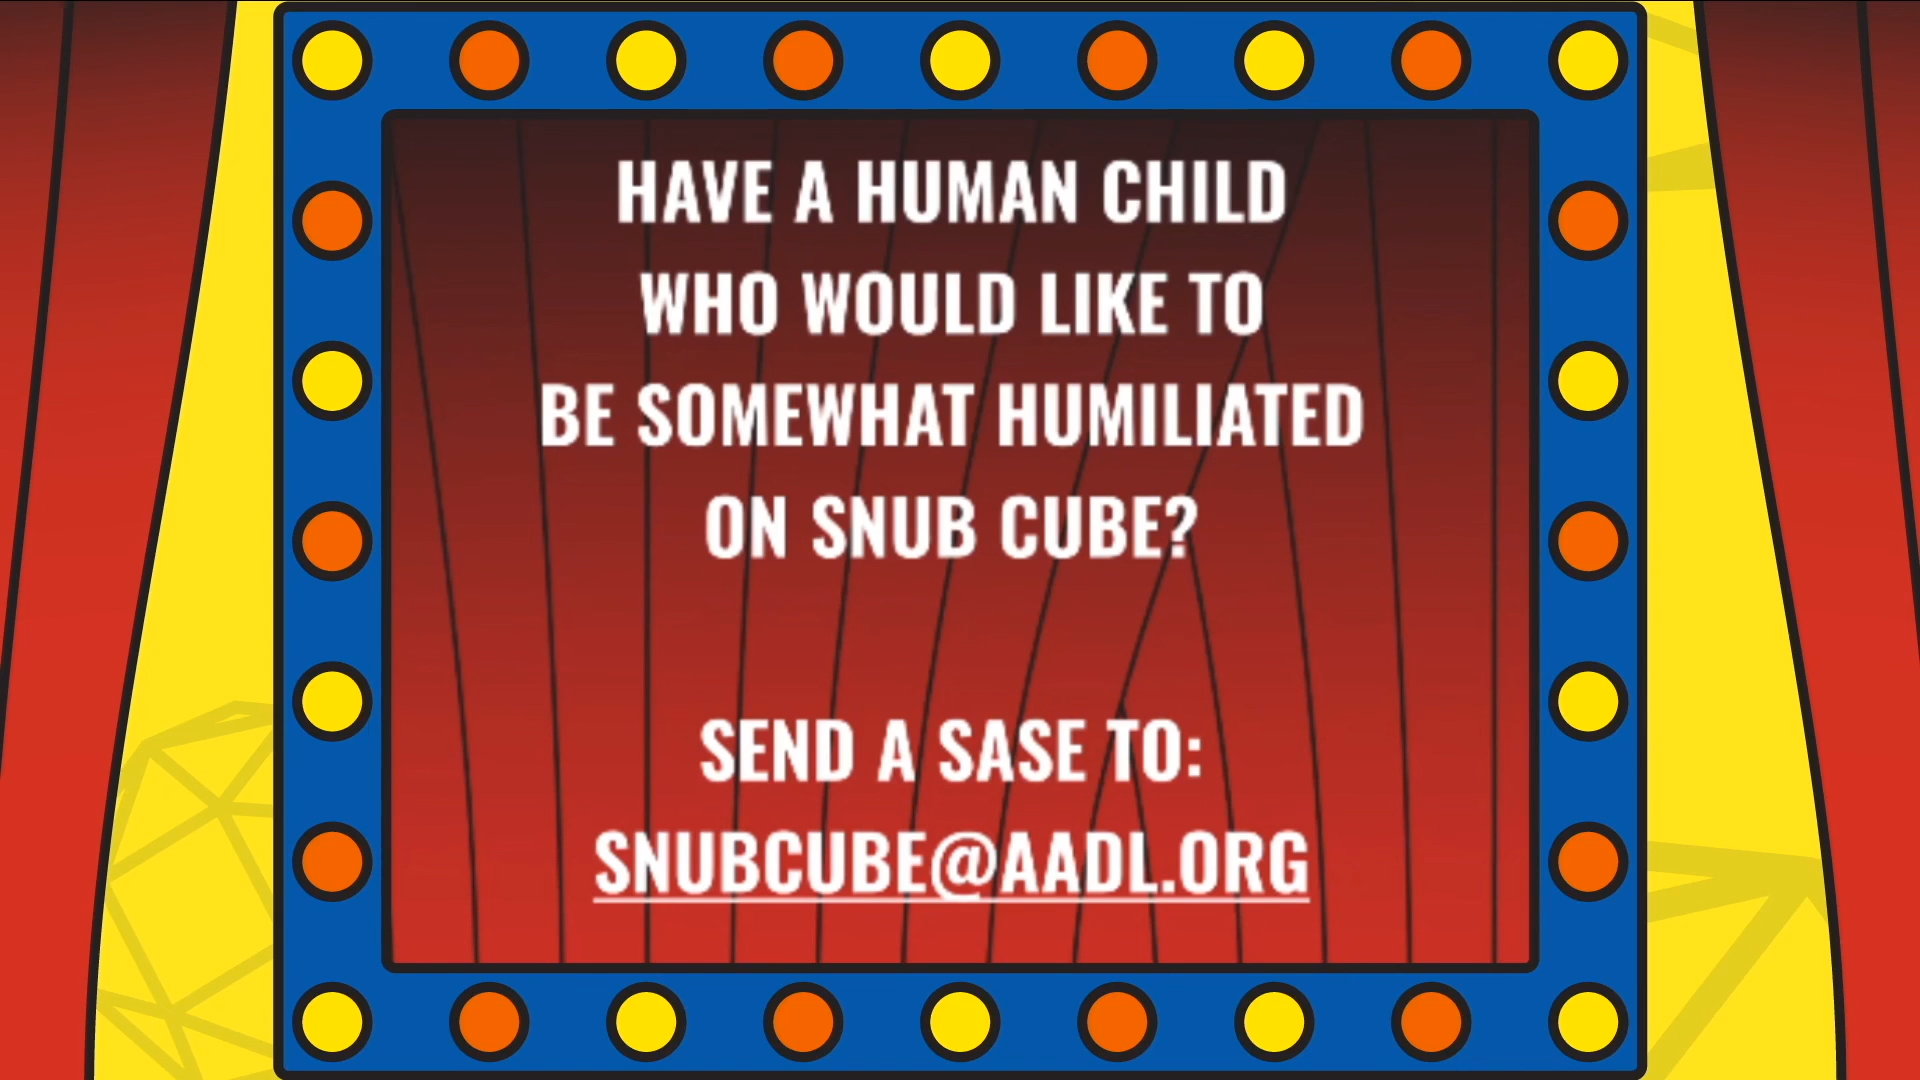 HAVE A HUMAN CHILD
WHO WOULD LIKE TO
BE SOMEWHAT HUMILIATED
ON SNUB CUBE?
SEND A SASE TO:
SNUBCUBE@AADL.ORG